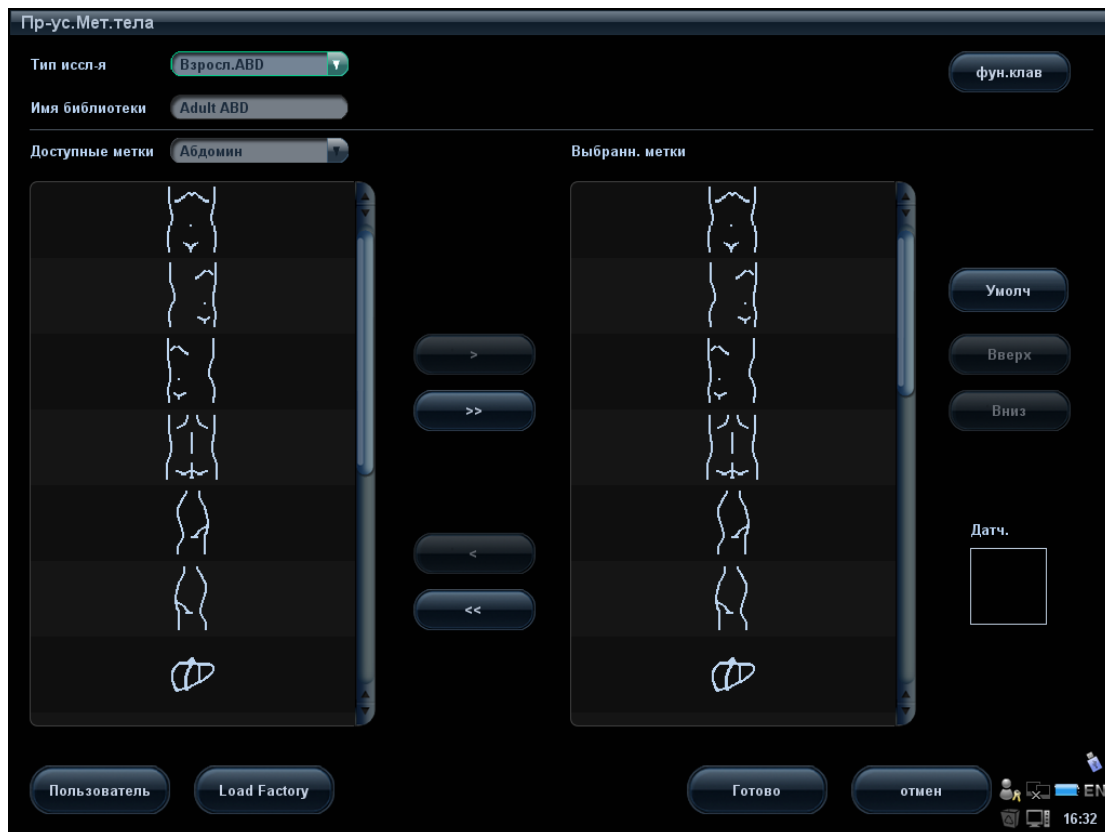 Пр-ус.Мет.тела
Тип иссл-я Взросл.ABD фун.клав
Имя библиотеки Adult ABD
Доступные метки Абдомин Выбранн. метки
Умолч
> Вверх
>> Вниз
Датч.
<
<<
Пользователь Load Factory Готово отмен EN
16:32